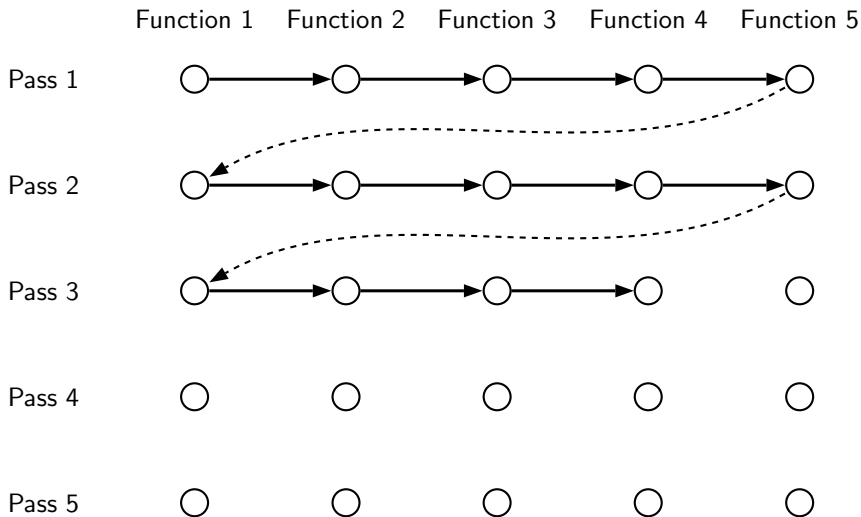 Function 1 Function 2 Function 3 Function 4 Function 5
Pass 1
Pass 2
Pass 3
Pass 4
Pass 5